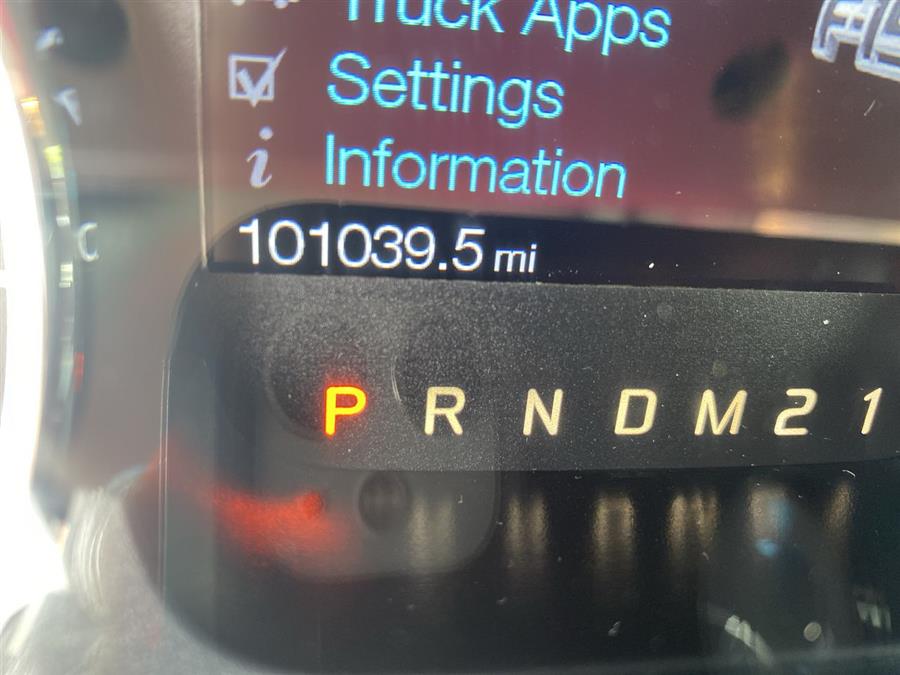 Truck Apps
Settings
Information
101039.5 mi
P R N D M 2 1